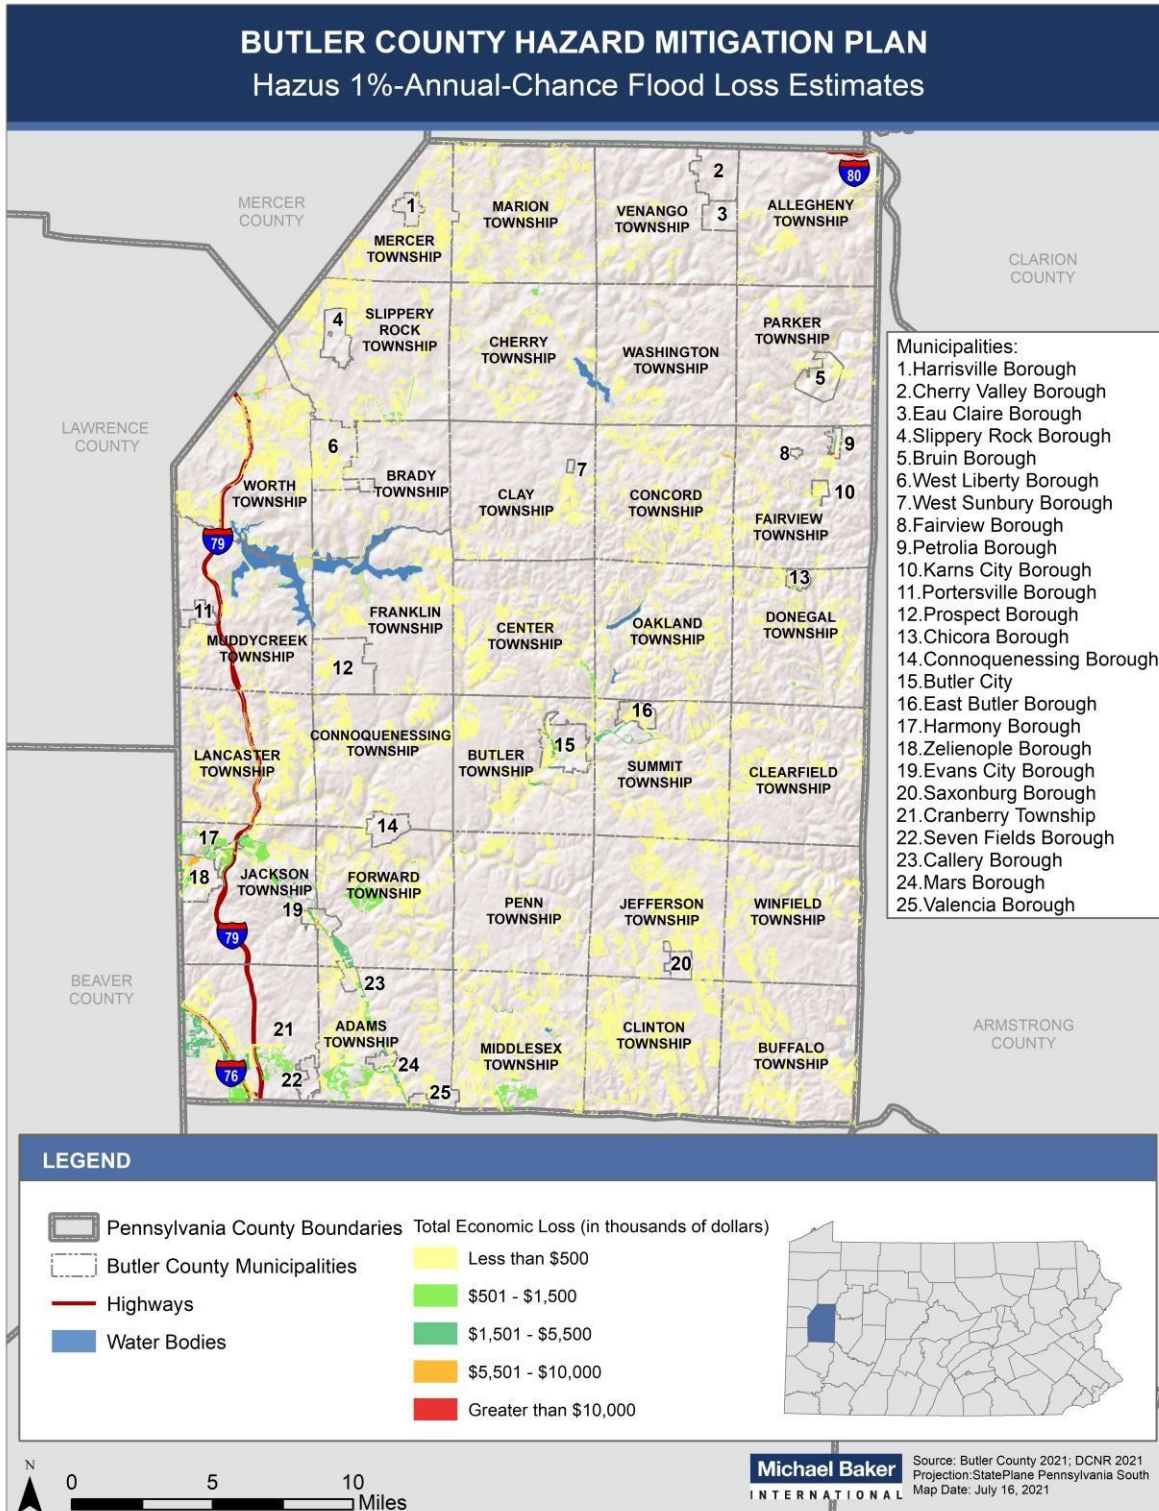 BUTLER COUNTY HAZARD MITIGATION PLAN
Hazus 1%-Annual-Chance Flood Loss Estimates
MERCER
COUNTY
CLARION
COUNTY
LAWRENCE
COUNTY
BEAVER
COUNTY
ARMSTRONG
COUNTY
1
MERCER
TOWNSHIP
MARION
TOWNSHIP
VENANGO
TOWNSHIP
2
3
ALLEGHENY
TOWNSHIP
80
4
SLIPPERY
ROCK
TOWNSHIP
CHERRY
TOWNSHIP
WASHINGTON
TOWNSHIP
PARKER
TOWNSHIP
5
WORTH
TOWNSHIP
6
BRADY
TOWNSHIP
CLAY
TOWNSHIP
7
CONCORD
TOWNSHIP
8
9
10
FAIRVIEW
TOWNSHIP
79
11
MUDDYCREEK
TOWNSHIP
FRANKLIN
TOWNSHIP
12
CENTER
TOWNSHIP
OAKLAND
TOWNSHIP
13
DONEGAL
TOWNSHIP
LANCASTER
TOWNSHIP
CONNOQUENESSING
TOWNSHIP
BUTLER
TOWNSHIP
15
16
SUMMIT
TOWNSHIP
CLEARFIELD
TOWNSHIP
17
18
14
JACKSON
TOWNSHIP
19
FORWARD
TOWNSHIP
PENN
TOWNSHIP
JEFFERSON
TOWNSHIP
WINFIELD
TOWNSHIP
79
20
23
21
ADAMS
TOWNSHIP
24
MIDDLESEX
TOWNSHIP
CLINTON
TOWNSHIP
BUFFALO
TOWNSHIP
76
22
25
Municipalities:
1.Harrisville Borough
2.Cherry Valley Borough
3.Eau Claire Borough
4.Slippery Rock Borough
5.Bruin Borough
6.West Liberty Borough
7.West Sunbury Borough
8.Fairview Borough
9.Petrolia Borough
10.Karns City Borough
11.Portersville Borough
12.Prospect Borough
13.Chicora Borough
14.Connoquenessing Borough
15.Butler City
16.East Butler Borough
17.Harmony Borough
18.Zelienople Borough
19.Evans City Borough
20.Saxonburg Borough
21.Cranberry Township
22.Seven Fields Borough
23.Callery Borough
24.Mars Borough
25.Valencia Borough
LEGEND
Pennsylvania County Boundaries
Butler County Municipalities
Highways
Water Bodies
Total Economic Loss (in thousands of dollars)
Less than $500
$501 - $1,500
$1,501 - $5,500
$5,501 - $10,000
Greater than $10,000
N
0 5 10
Miles
Michael Baker
INTERNATIONAL
Source: Butler County 2021; DCNR 2021
Projection:StatePlane Pennsylvania South
Map Date: July 16, 2021